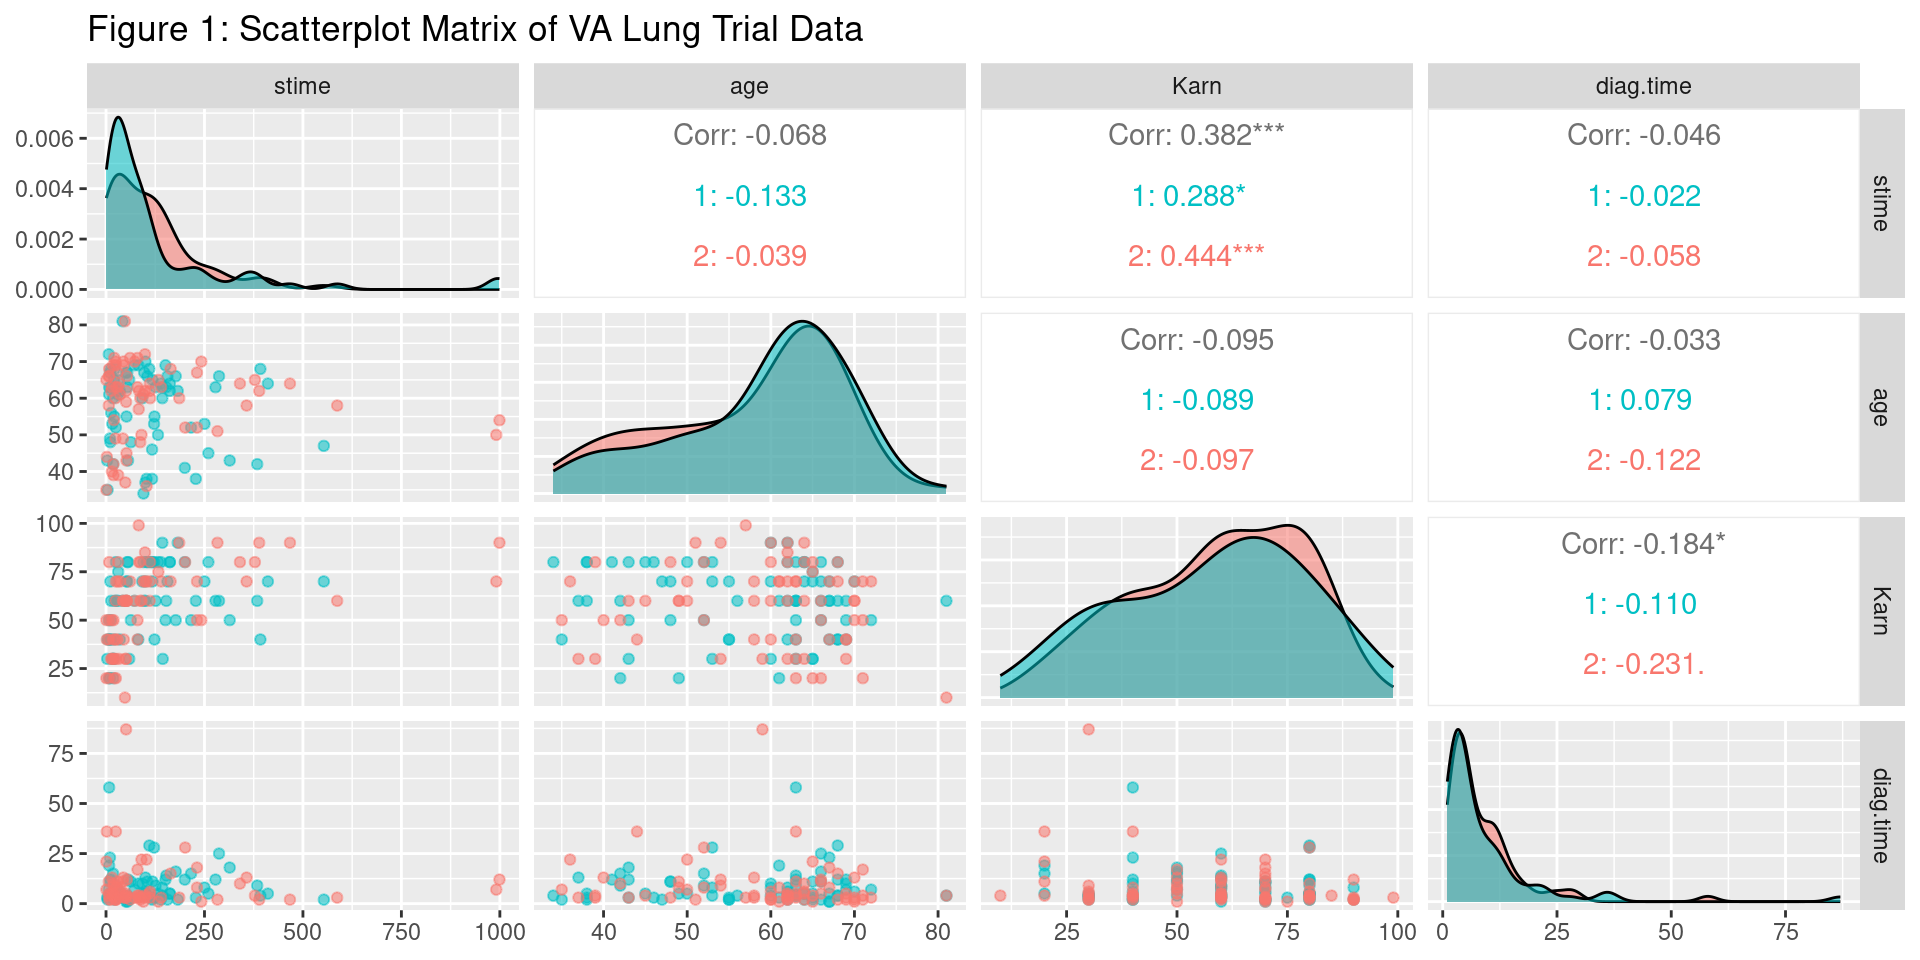 Figure 1: Scatterplot Matrix of VA Lung Trial Data
stime age Karn diag.time
0.006
0.004
0.002
0.000
Corr: -0.068
1: -0.133
2: -0.039
Corr: 0.382***
1: 0.288*
2: 0.444***
Corr: -0.046
1: -0.022
2: -0.058
stime
80
70
60
50
40
Corr: -0.095
1: -0.089
2: -0.097
Corr: -0.033
1: 0.079
2: -0.122
age
100
75
50
25
Corr: -0.184*
1: -0.110
2: -0.231.
Karn
75
50
25
0
diag.time
0 250 500 750 1000
40 50 60 70 80
25 50 75 100
0 25 50 75